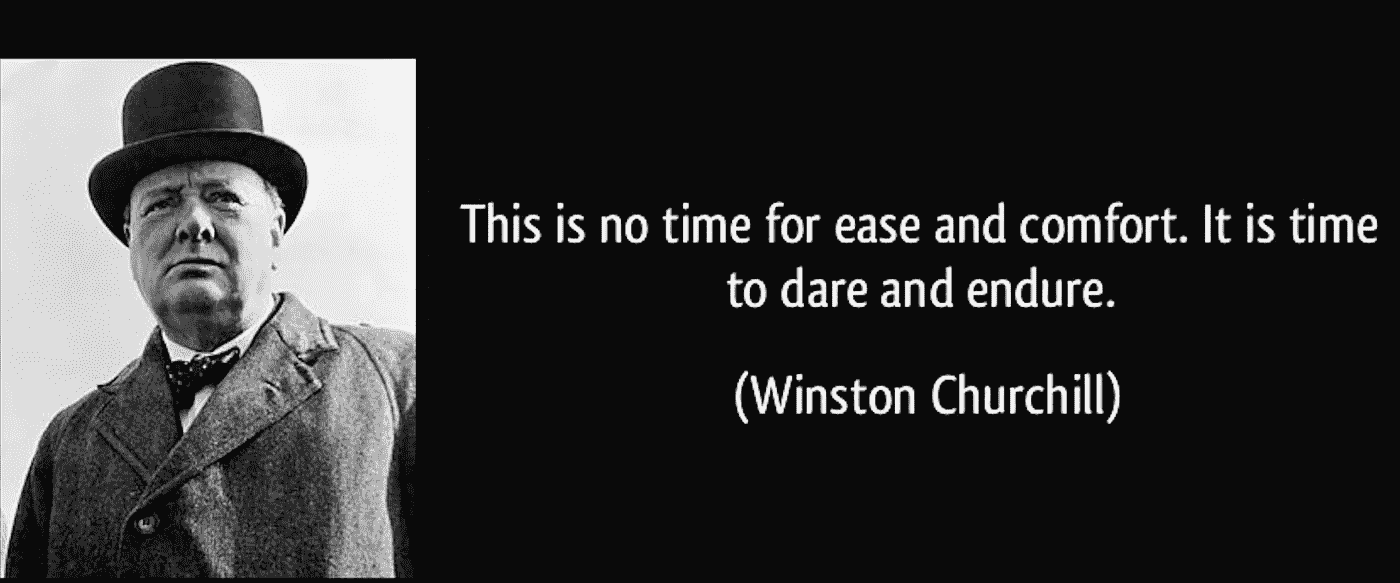 This is no time for ease and comfort. It is time
to dare and endure.
(Winston Churchill)